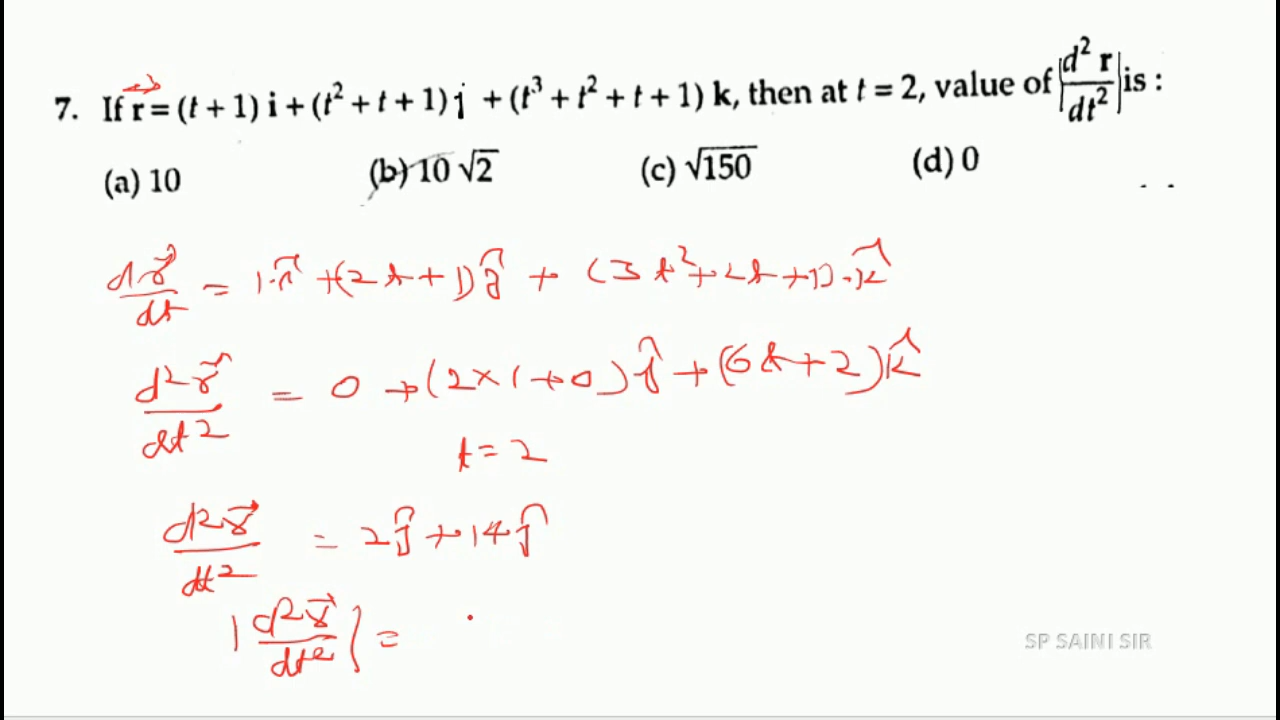 7. If r = (t + 1) i + (t² + t + 1) j + (t³ + t² + t + 1) k, then at t = 2, value of |d² r / dt²| is :
(a) 10 (b) 10 √2 (c) √150 (d) 0
dr⃗/dt = 1·î + (2t + 1) ĵ + (3t² + 2t + 1)·k̂
d²r⃗/dt² = 0 + (2×1+0) ĵ + (6t+2) k̂
t = 2
d²r⃗/dt² = 2ĵ + 14ĵ
|d²r⃗/dt²| =
SP SAINI SIR